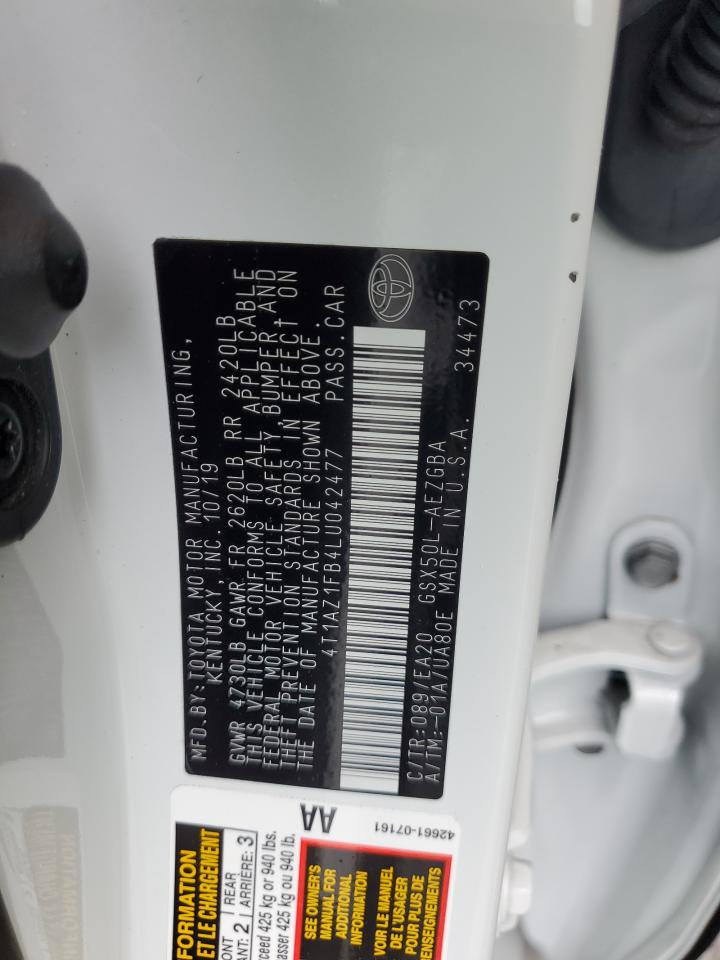 MFD. BY: TOYOTA MOTOR MANUFACTURING,
KENTUCKY, INC. 10/19
GVWR 4730LB GAWR FR 2620LB RR 2420LB
THIS VEHICLE CONFORMS TO ALL APPLICABLE
FEDERAL MOTOR VEHICLE SAFETY, BUMPER AND
THEFT PREVENTION STANDARDS IN EFFECT ON
THE DATE OF MANUFACTURE SHOWN ABOVE.
4T1AZ1FB4LU042477 PASS. CAR
C/TR: 089/EA20 GSX50L-AEZGBA
A/TM: -01A/UA80E MADE IN U.S.A. 34473
FORMATION
ET LE CHARGEMENT
ONT REAR
ANT: 2 ARRIÈRE: 3
xceed 425 kg or 940 lbs.
asser 425 kg ou 940 lb.
AA
SEE OWNER'S
MANUAL FOR
ADDITIONAL
INFORMATION
VOIR LE MANUEL
DE L'USAGER
POUR PLUS DE
RENSEIGNEMENTS
42661-07161